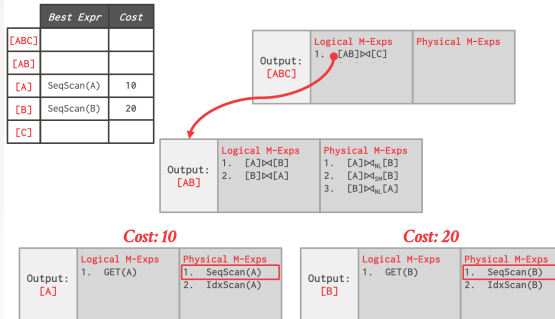 Best Expr Cost
[ABC]
[AB]
[A] SeqScan(A) 10
[B] SeqScan(B) 20
[C]
Output:
[ABC]
Logical M-Exps
1. [AB]⋈[C]
Physical M-Exps
Output:
[AB]
Logical M-Exps
1. [A]⋈[B]
2. [B]⋈[A]
Physical M-Exps
1. [A]⋈NL[B]
2. [A]⋈SM[B]
3. [B]⋈NL[A]
Cost: 10
Output:
[A]
Logical M-Exps
1. GET(A)
Physical M-Exps
1. SeqScan(A)
2. IdxScan(A)
Cost: 20
Output:
[B]
Logical M-Exps
1. GET(B)
Physical M-Exps
1. SeqScan(B)
2. IdxScan(B)